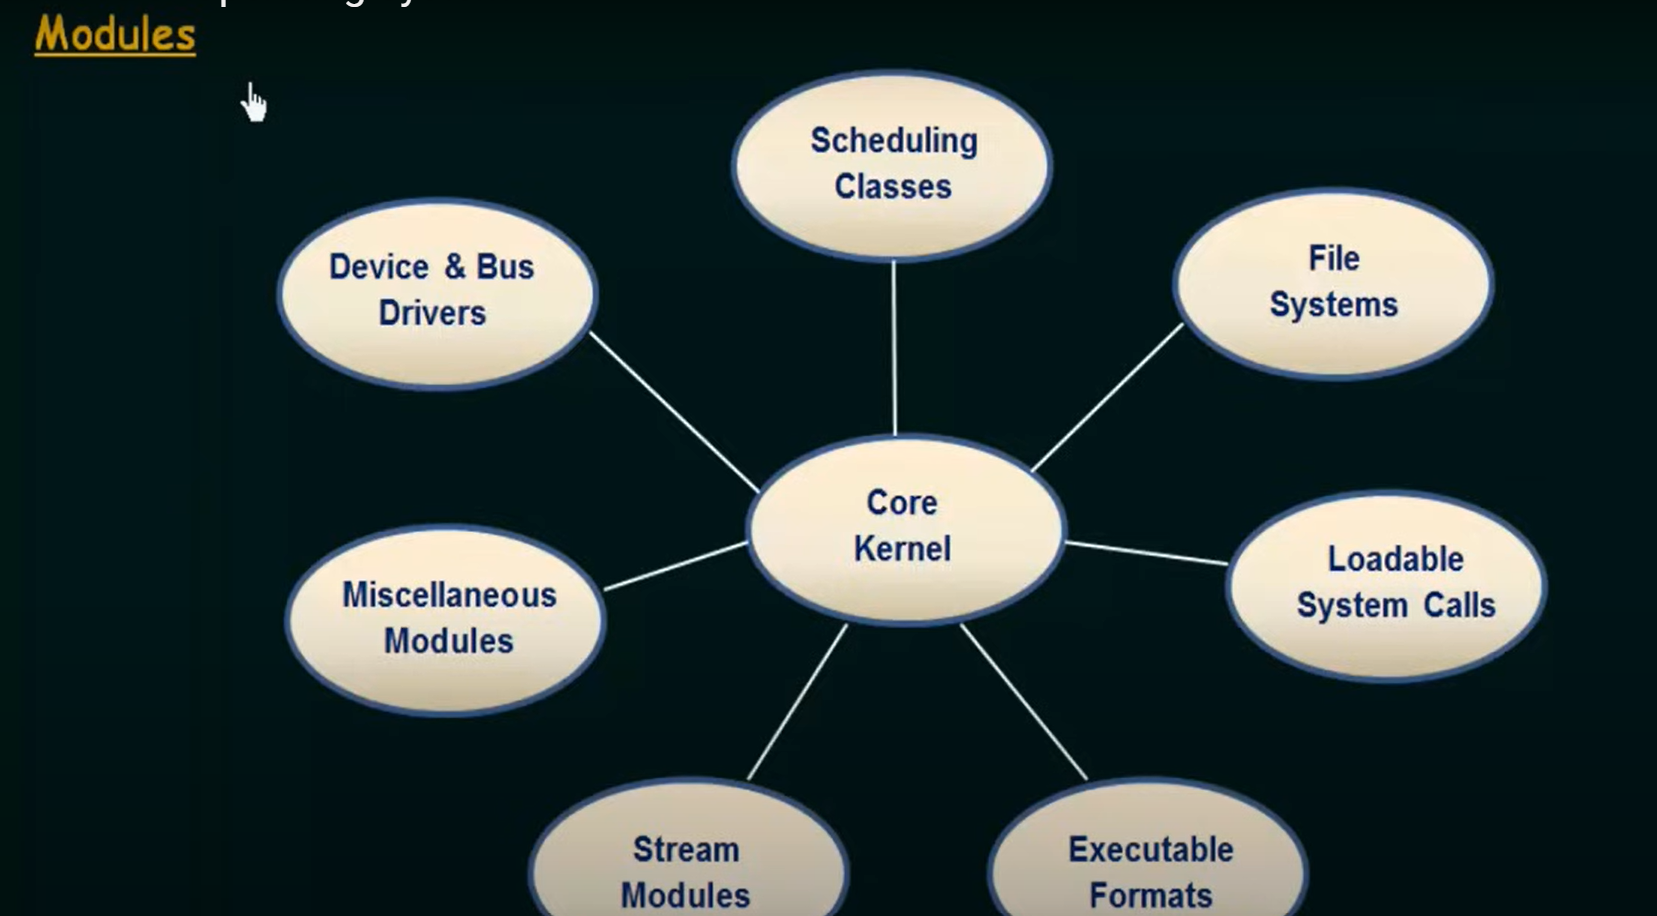 Modules
Scheduling
Classes
Device & Bus
Drivers
File
Systems
Core
Kernel
Loadable
System Calls
Miscellaneous
Modules
Stream
Modules
Executable
Formats